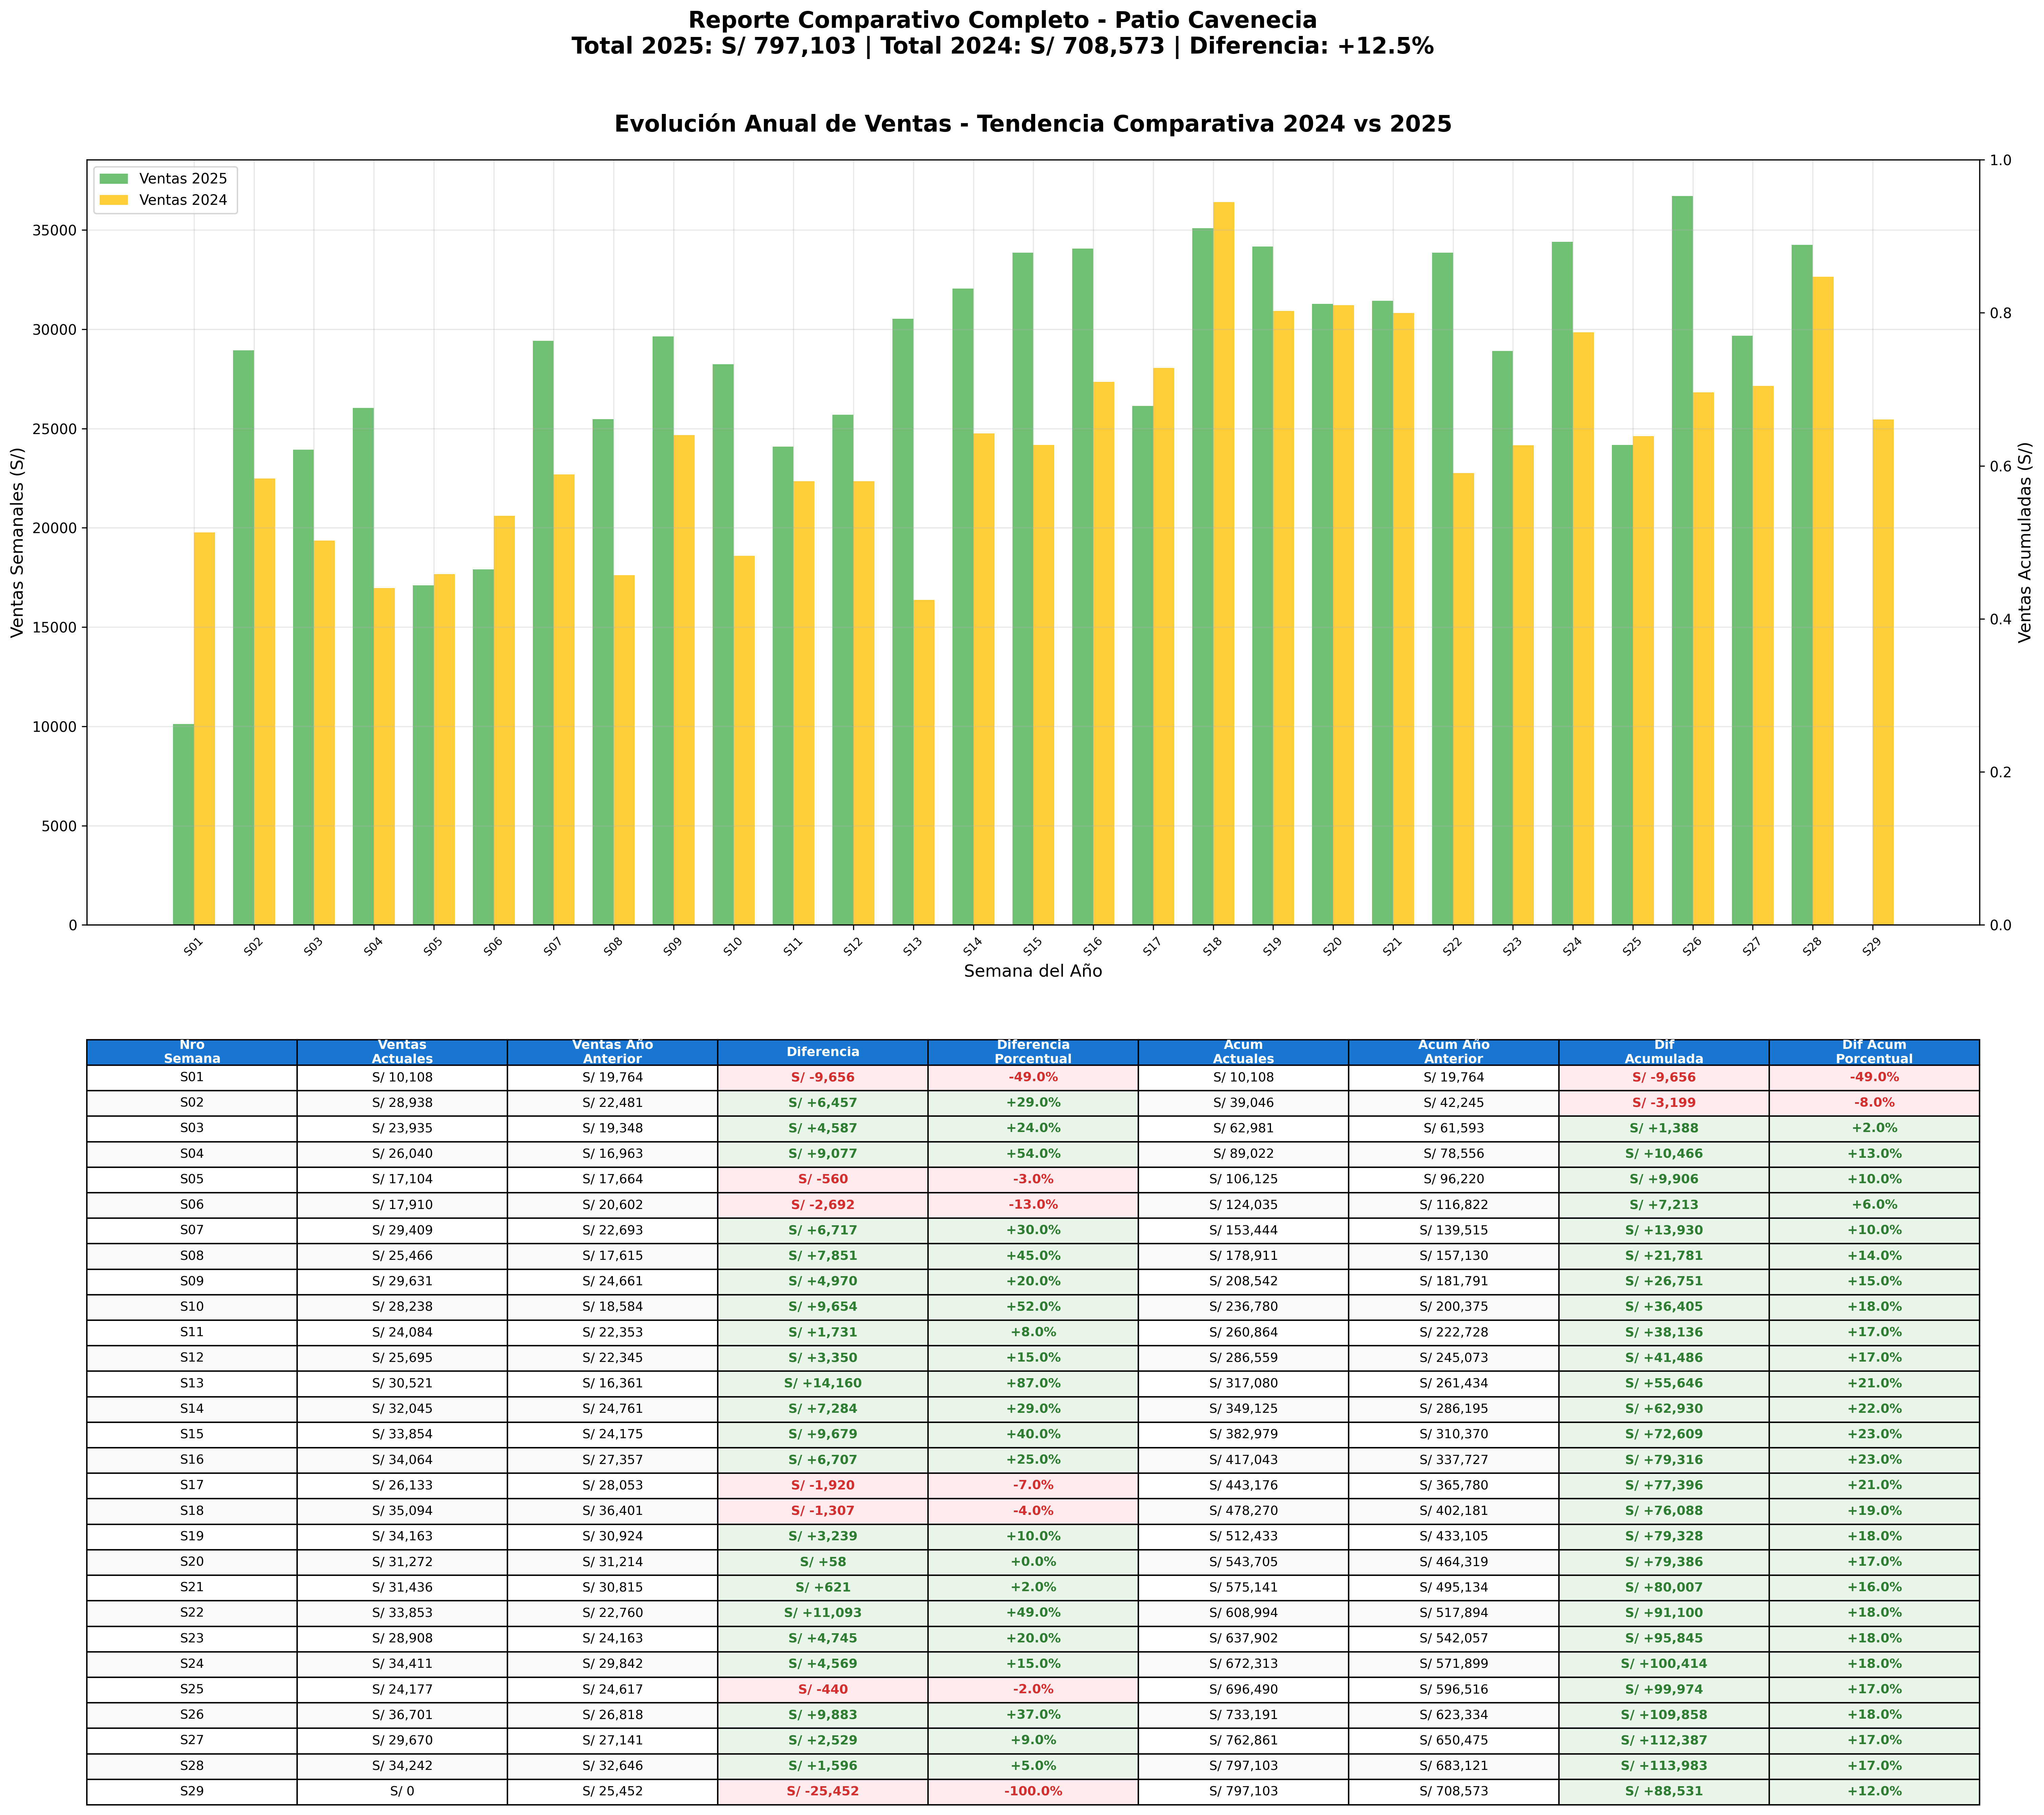 Reporte Comparativo Completo - Patio Cavenecia
Total 2025: S/ 797,103 | Total 2024: S/ 708,573 | Diferencia: +12.5%
Evolución Anual de Ventas - Tendencia Comparativa 2024 vs 2025
Ventas 2025
Ventas 2024
Ventas Semanales (S/)
35000
30000
25000
20000
15000
10000
5000
0
1.0
0.8
0.6
0.4
0.2
0.0
Ventas Acumuladas (S/)
S01 S02 S03 S04 S05 S06 S07 S08 S09 S10 S11 S12 S13 S14 S15 S16 S17 S18 S19 S20 S21 S22 S23 S24 S25 S26 S27 S28 S29
Semana del Año
Nro Semana | Ventas Actuales | Ventas Año Anterior | Diferencia | Diferencia Porcentual | Acum Actuales | Acum Año Anterior | Dif Acumulada | Dif Acum Porcentual
S01 S/ 10,108 S/ 19,764 S/ -9,656 -49.0% S/ 10,108 S/ 19,764 S/ -9,656 -49.0%
S02 S/ 28,938 S/ 22,481 S/ +6,457 +29.0% S/ 39,046 S/ 42,245 S/ -3,199 -8.0%
S03 S/ 23,935 S/ 19,348 S/ +4,587 +24.0% S/ 62,981 S/ 61,593 S/ +1,388 +2.0%
S04 S/ 26,040 S/ 16,963 S/ +9,077 +54.0% S/ 89,022 S/ 78,556 S/ +10,466 +13.0%
S05 S/ 17,104 S/ 17,664 S/ -560 -3.0% S/ 106,125 S/ 96,220 S/ +9,906 +10.0%
S06 S/ 17,910 S/ 20,602 S/ -2,692 -13.0% S/ 124,035 S/ 116,822 S/ +7,213 +6.0%
S07 S/ 29,409 S/ 22,693 S/ +6,717 +30.0% S/ 153,444 S/ 139,515 S/ +13,930 +10.0%
S08 S/ 25,466 S/ 17,615 S/ +7,851 +45.0% S/ 178,911 S/ 157,130 S/ +21,781 +14.0%
S09 S/ 29,631 S/ 24,661 S/ +4,970 +20.0% S/ 208,542 S/ 181,791 S/ +26,751 +15.0%
S10 S/ 28,238 S/ 18,584 S/ +9,654 +52.0% S/ 236,780 S/ 200,375 S/ +36,405 +18.0%
S11 S/ 24,084 S/ 22,353 S/ +1,731 +8.0% S/ 260,864 S/ 222,728 S/ +38,136 +17.0%
S12 S/ 25,695 S/ 22,345 S/ +3,350 +15.0% S/ 286,559 S/ 245,073 S/ +41,486 +17.0%
S13 S/ 30,521 S/ 16,361 S/ +14,160 +87.0% S/ 317,080 S/ 261,434 S/ +55,646 +21.0%
S14 S/ 32,045 S/ 24,761 S/ +7,284 +29.0% S/ 349,125 S/ 286,195 S/ +62,930 +22.0%
S15 S/ 33,854 S/ 24,175 S/ +9,679 +40.0% S/ 382,979 S/ 310,370 S/ +72,609 +23.0%
S16 S/ 34,064 S/ 27,357 S/ +6,707 +25.0% S/ 417,043 S/ 337,727 S/ +79,316 +23.0%
S17 S/ 26,133 S/ 28,053 S/ -1,920 -7.0% S/ 443,176 S/ 365,780 S/ +77,396 +21.0%
S18 S/ 35,094 S/ 36,401 S/ -1,307 -4.0% S/ 478,270 S/ 402,181 S/ +76,088 +19.0%
S19 S/ 34,163 S/ 30,924 S/ +3,239 +10.0% S/ 512,433 S/ 433,105 S/ +79,328 +18.0%
S20 S/ 31,272 S/ 31,214 S/ +58 +0.0% S/ 543,705 S/ 464,319 S/ +79,386 +17.0%
S21 S/ 31,436 S/ 30,815 S/ +621 +2.0% S/ 575,141 S/ 495,134 S/ +80,007 +16.0%
S22 S/ 33,853 S/ 22,760 S/ +11,093 +49.0% S/ 608,994 S/ 517,894 S/ +91,100 +18.0%
S23 S/ 28,908 S/ 24,163 S/ +4,745 +20.0% S/ 637,902 S/ 542,057 S/ +95,845 +18.0%
S24 S/ 34,411 S/ 29,842 S/ +4,569 +15.0% S/ 672,313 S/ 571,899 S/ +100,414 +18.0%
S25 S/ 24,177 S/ 24,617 S/ -440 -2.0% S/ 696,490 S/ 596,516 S/ +99,974 +17.0%
S26 S/ 36,701 S/ 26,818 S/ +9,883 +37.0% S/ 733,191 S/ 623,334 S/ +109,858 +18.0%
S27 S/ 29,670 S/ 27,141 S/ +2,529 +9.0% S/ 762,861 S/ 650,475 S/ +112,387 +17.0%
S28 S/ 34,242 S/ 32,646 S/ +1,596 +5.0% S/ 797,103 S/ 683,121 S/ +113,983 +17.0%
S29 S/ 0 S/ 25,452 S/ -25,452 -100.0% S/ 797,103 S/ 708,573 S/ +88,531 +12.0%